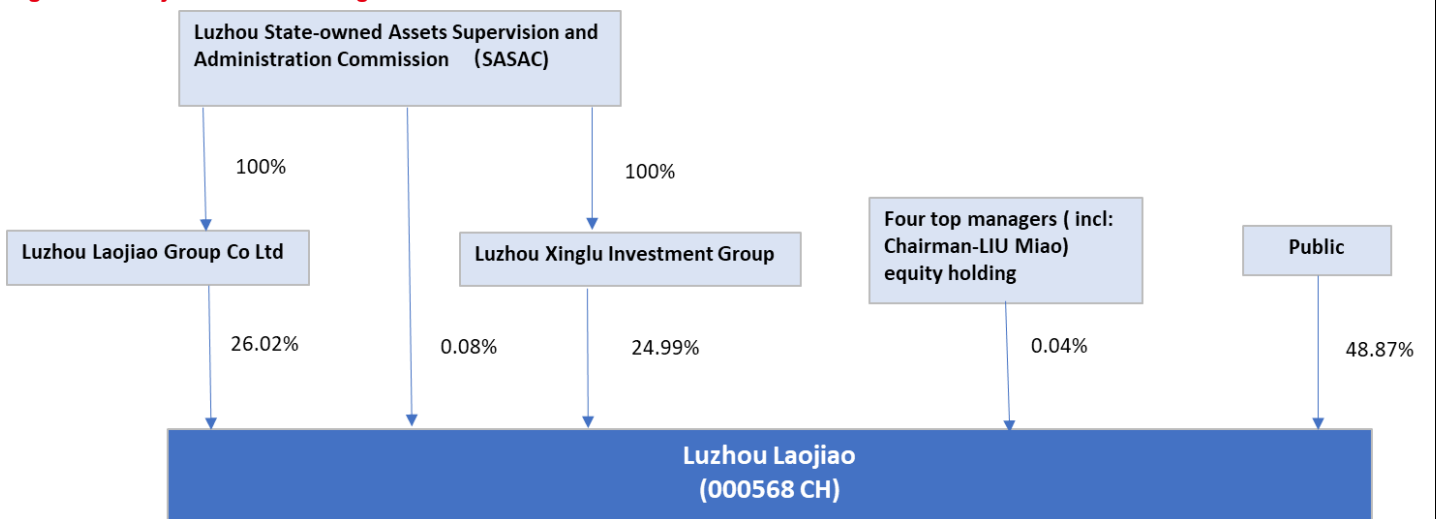 Luzhou State-owned Assets Supervision and
Administration Commission （SASAC)
100%
100%
Luzhou Laojiao Group Co Ltd
Luzhou Xinglu Investment Group
Four top managers ( incl:
Chairman-LIU Miao)
equity holding
Public
26.02%
0.08%
24.99%
0.04%
48.87%
Luzhou Laojiao
(000568 CH)